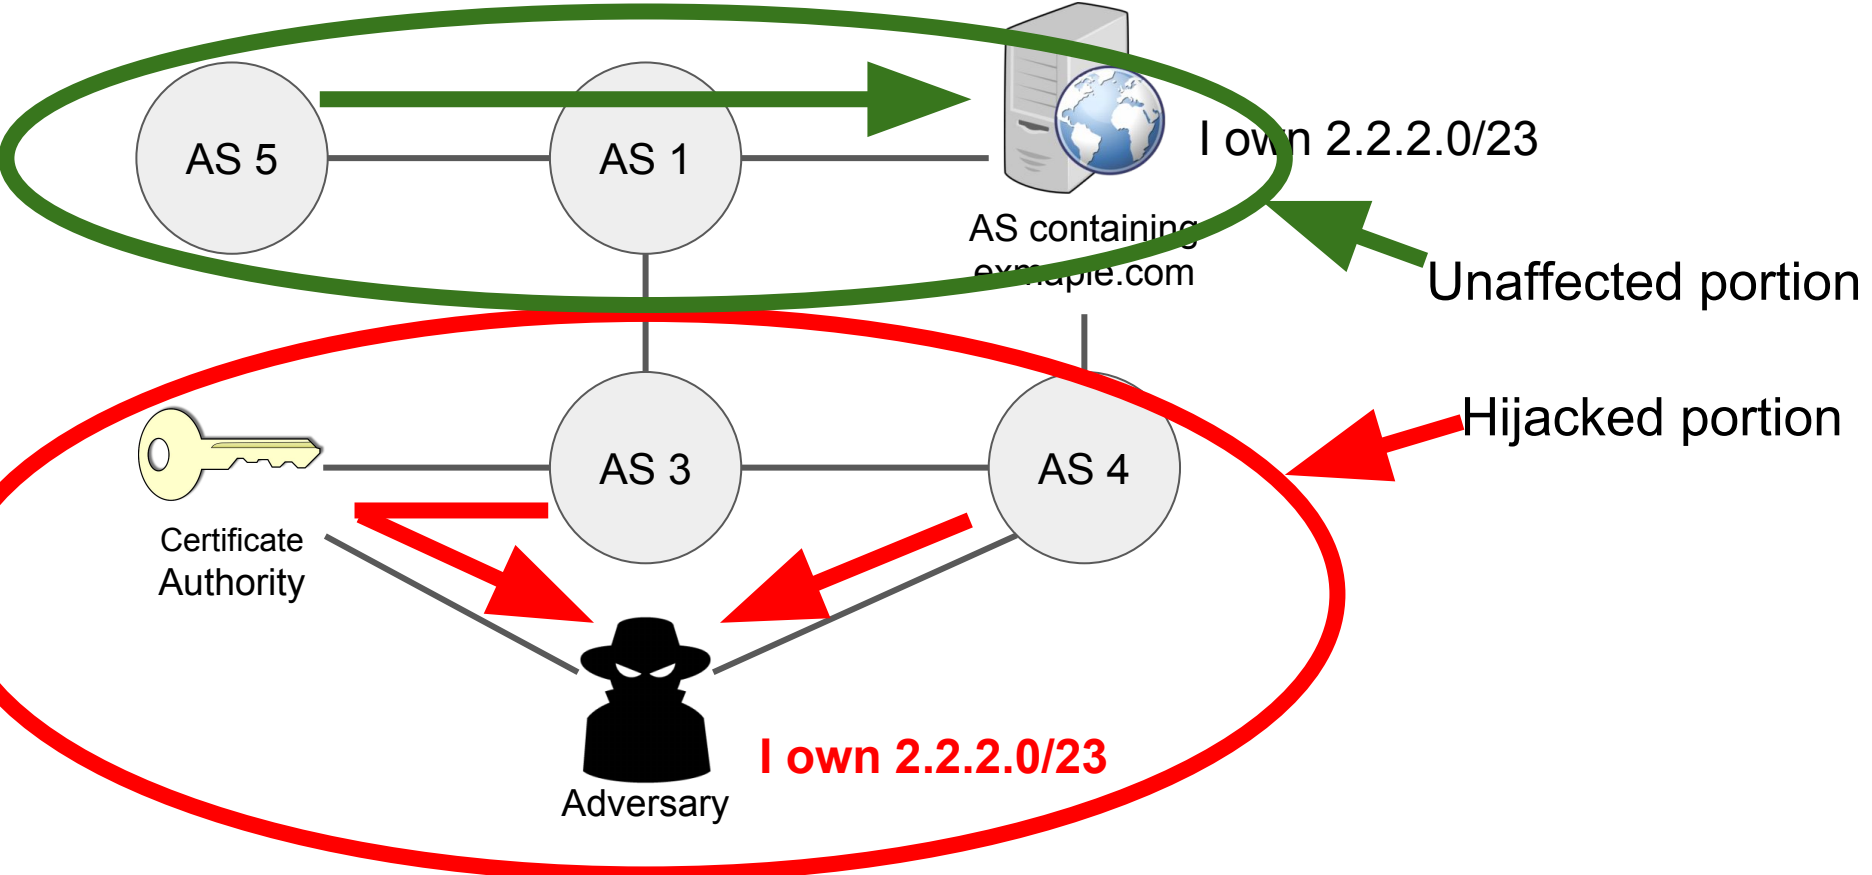 AS 5
AS 1
I own 2.2.2.0/23
AS containing
exmaple.com
Unaffected portion
Hijacked portion
AS 3
AS 4
Certificate
Authority
I own 2.2.2.0/23
Adversary